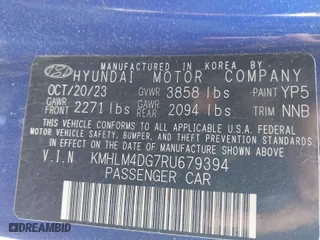 MANUFACTURED IN KOREA BY
HYUNDAI MOTOR COMPANY
OCT/20/23 GVWR 3858 lbs PAINT YP5
GAWR FRONT 2271 lbs GAWR REAR 2094 lbs TRIM NNB
THIS VEHICLE CONFORMS TO ALL APPLICABLE
U.S. FEDERAL MOTOR VEHICLE SAFETY, BUMPER,
AND THEFT PREVENTION STANDARDS IN EFFECT
ON THE DATE OF MANUFACTURE SHOWN ABOVE.
V.I.N KMHLM4DG7RU679394
PASSENGER CAR
© DREAMBID